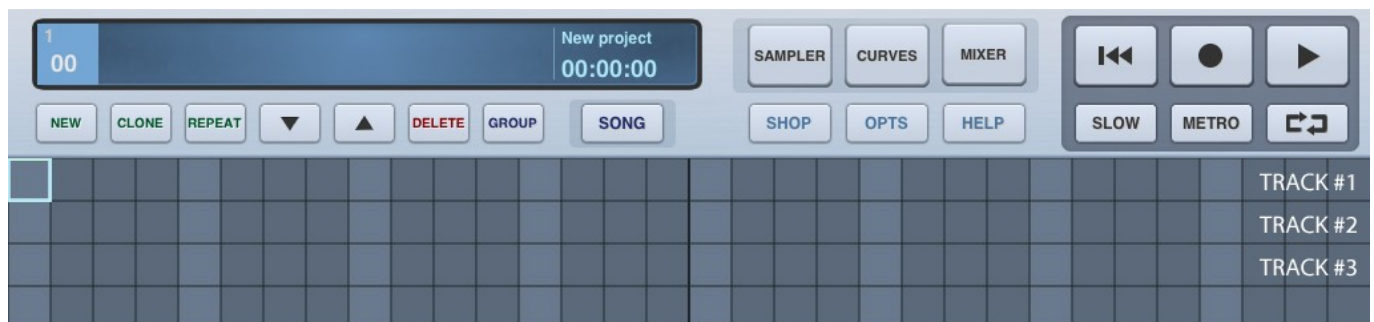 1
00
New project
00:00:00
SAMPLER CURVES MIXER
NEW CLONE REPEAT DELETE GROUP SONG SHOP OPTS HELP SLOW METRO
TRACK #1
TRACK #2
TRACK #3